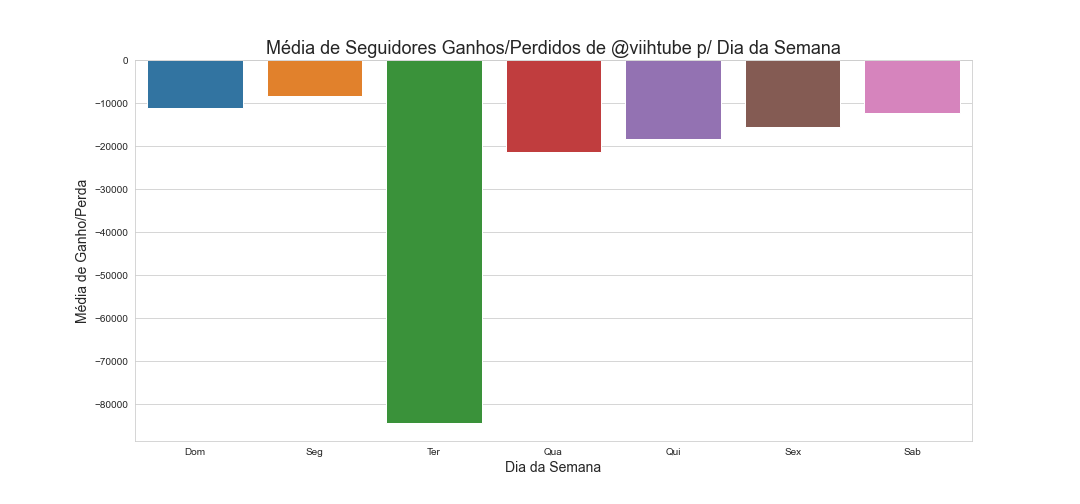 Média de Seguidores Ganhos/Perdidos de @viihtube p/ Dia da Semana
0
−10000
−20000
−30000
−40000
−50000
−60000
−70000
−80000
Média de Ganho/Perda
Dom Seg Ter Qua Qui Sex Sab
Dia da Semana